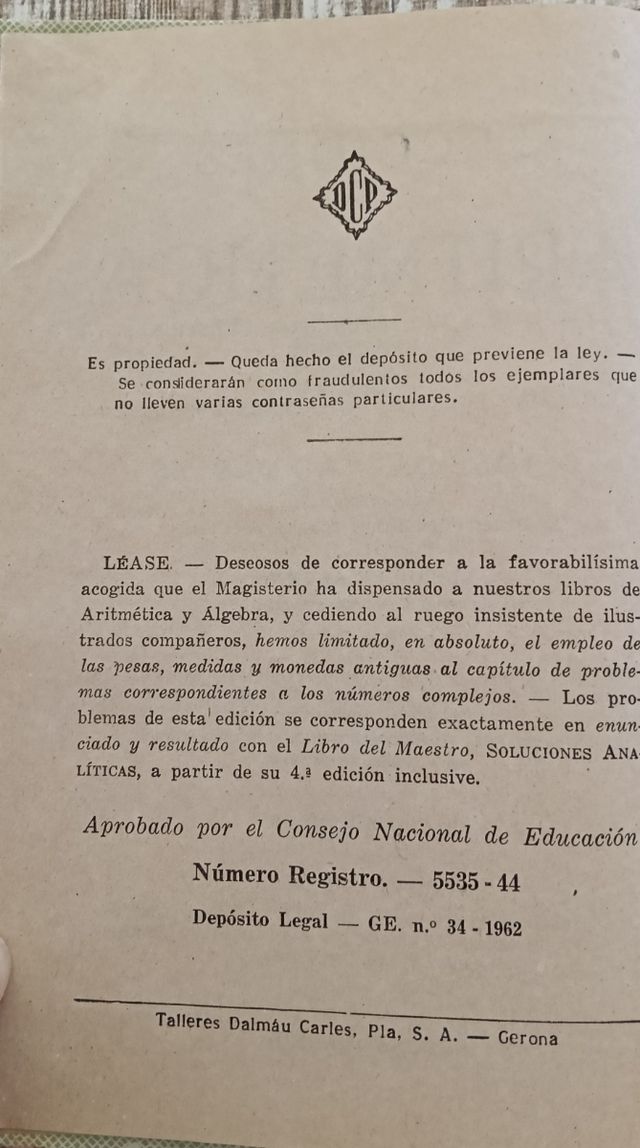 DCP
Es propiedad. — Queda hecho el depósito que previene la ley. —
Se considerarán como fraudulentos todos los ejemplares que
no lleven varias contraseñas particulares.
LÉASE. — Deseosos de corresponder a la favorabilísima
acogida que el Magisterio ha dispensado a nuestros libros de
Aritmética y Álgebra, y cediendo al ruego insistente de ilus-
trados compañeros, hemos limitado, en absoluto, el empleo de
las pesas, medidas y monedas antiguas al capítulo de proble-
mas correspondientes a los números complejos. — Los pro-
blemas de esta edición se corresponden exactamente en enun-
ciado y resultado con el Libro del Maestro, SOLUCIONES ANA-
LÍTICAS, a partir de su 4.ª edición inclusive.
Aprobado por el Consejo Nacional de Educación
Número Registro. — 5535 - 44
Depósito Legal — GE. n.º 34 - 1962
Talleres Dalmáu Carles, Pla, S. A. — Gerona